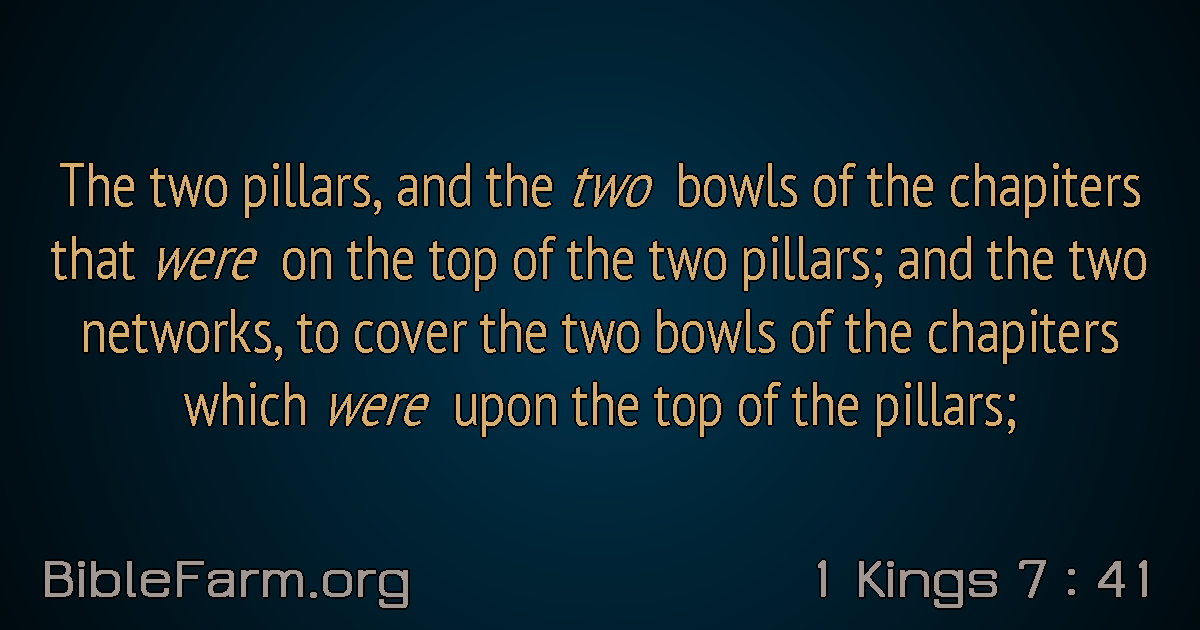 The two pillars, and the two bowls of the chapiters
that were on the top of the two pillars; and the two
networks, to cover the two bowls of the chapiters
which were upon the top of the pillars;
BibleFarm.org
1 Kings 7 : 41